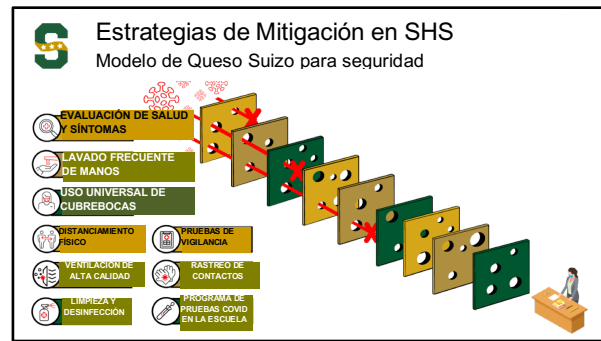 S
Estrategias de Mitigación en SHS
Modelo de Queso Suizo para seguridad
EVALUACIÓN DE SALUD
Y SÍNTOMAS
LAVADO FRECUENTE
DE MANOS
USO UNIVERSAL DE
CUBREBOCAS
DISTANCIAMIENTO
FÍSICO
PRUEBAS DE
VIGILANCIA
VENTILACIÓN DE
ALTA CALIDAD
RASTREO DE
CONTACTOS
LIMPIEZA Y
DESINFECCIÓN
PROGRAMA DE
PRUEBAS COVID
EN LA ESCUELA